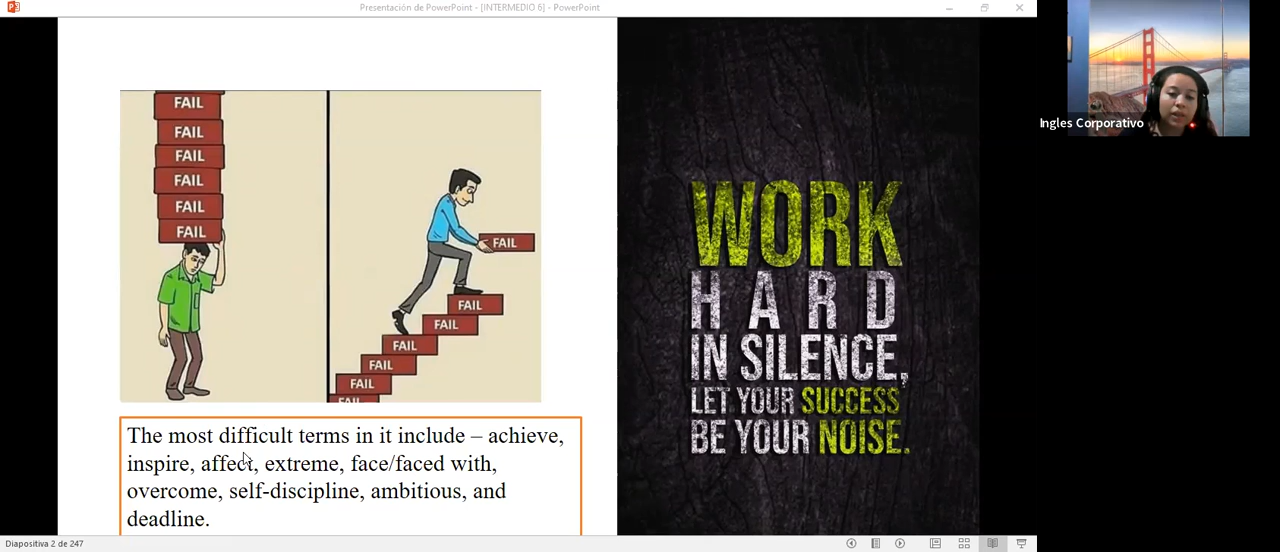 Presentación de PowerPoint - [INTERMEDIO 6] - PowerPoint
FAIL
FAIL
FAIL
FAIL
FAIL
FAIL
FAIL
FAIL
FAIL
FAIL
FAIL
FAIL
FAIL
The most difficult terms in it include – achieve,
inspire, affect, extreme, face/faced with,
overcome, self-discipline, ambitious, and
deadline.
WORK
HARD
IN SILENCE,
LET YOUR SUCCESS
BE YOUR NOISE.
Ingles Corporativo
Diapositiva 2 de 247